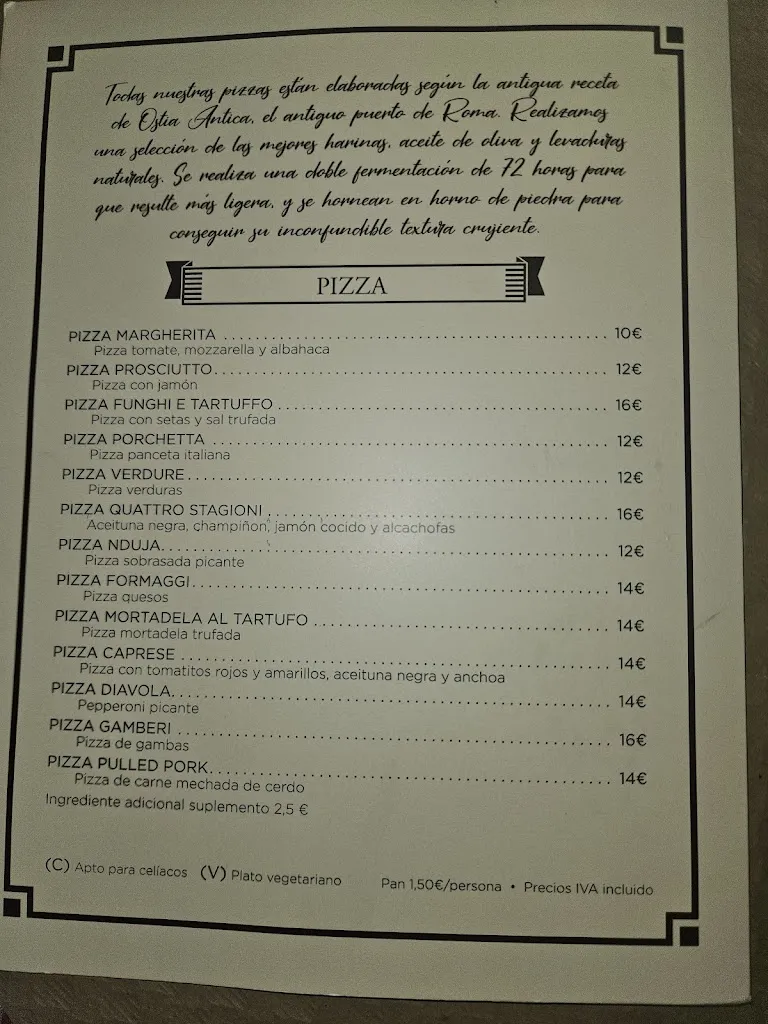 Todas nuestras pizzas están elaboradas según la antigua receta
de Ostia Antica, el antiguo puerto de Roma. Realizamos
una selección de las mejores harinas, aceite de oliva y levaduras
naturales. Se realiza una doble fermentación de 72 horas para
que resulte más ligera, y se hornean en horno de piedra para
conseguir su inconfundible textura crujiente.
PIZZA
PIZZA MARGHERITA ........ 10€
Pizza tomate, mozzarella y albahaca
PIZZA PROSCIUTTO ........ 12€
Pizza con jamón
PIZZA FUNGHI E TARTUFFO ........ 16€
Pizza con setas y sal trufada
PIZZA PORCHETTA ........ 12€
Pizza panceta italiana
PIZZA VERDURE ........ 12€
Pizza verduras
PIZZA QUATTRO STAGIONI ........ 16€
Aceituna negra, champiñon, jamón cocido y alcachofas
PIZZA NDUJA ........ 12€
Pizza sobrasada picante
PIZZA FORMAGGI ........ 14€
Pizza quesos
PIZZA MORTADELA AL TARTUFO ........ 14€
Pizza mortadela trufada
PIZZA CAPRESE ........ 14€
Pizza con tomatitos rojos y amarillos, aceituna negra y anchoa
PIZZA DIAVOLA ........ 14€
Pepperoni picante
PIZZA GAMBERI ........ 16€
Pizza de gambas
PIZZA PULLED PORK ........ 14€
Pizza de carne mechada de cerdo
Ingrediente adicional suplemento 2,5 €
(C) Apto para celíacos (V) Plato vegetariano Pan 1,50€/persona • Precios IVA incluido